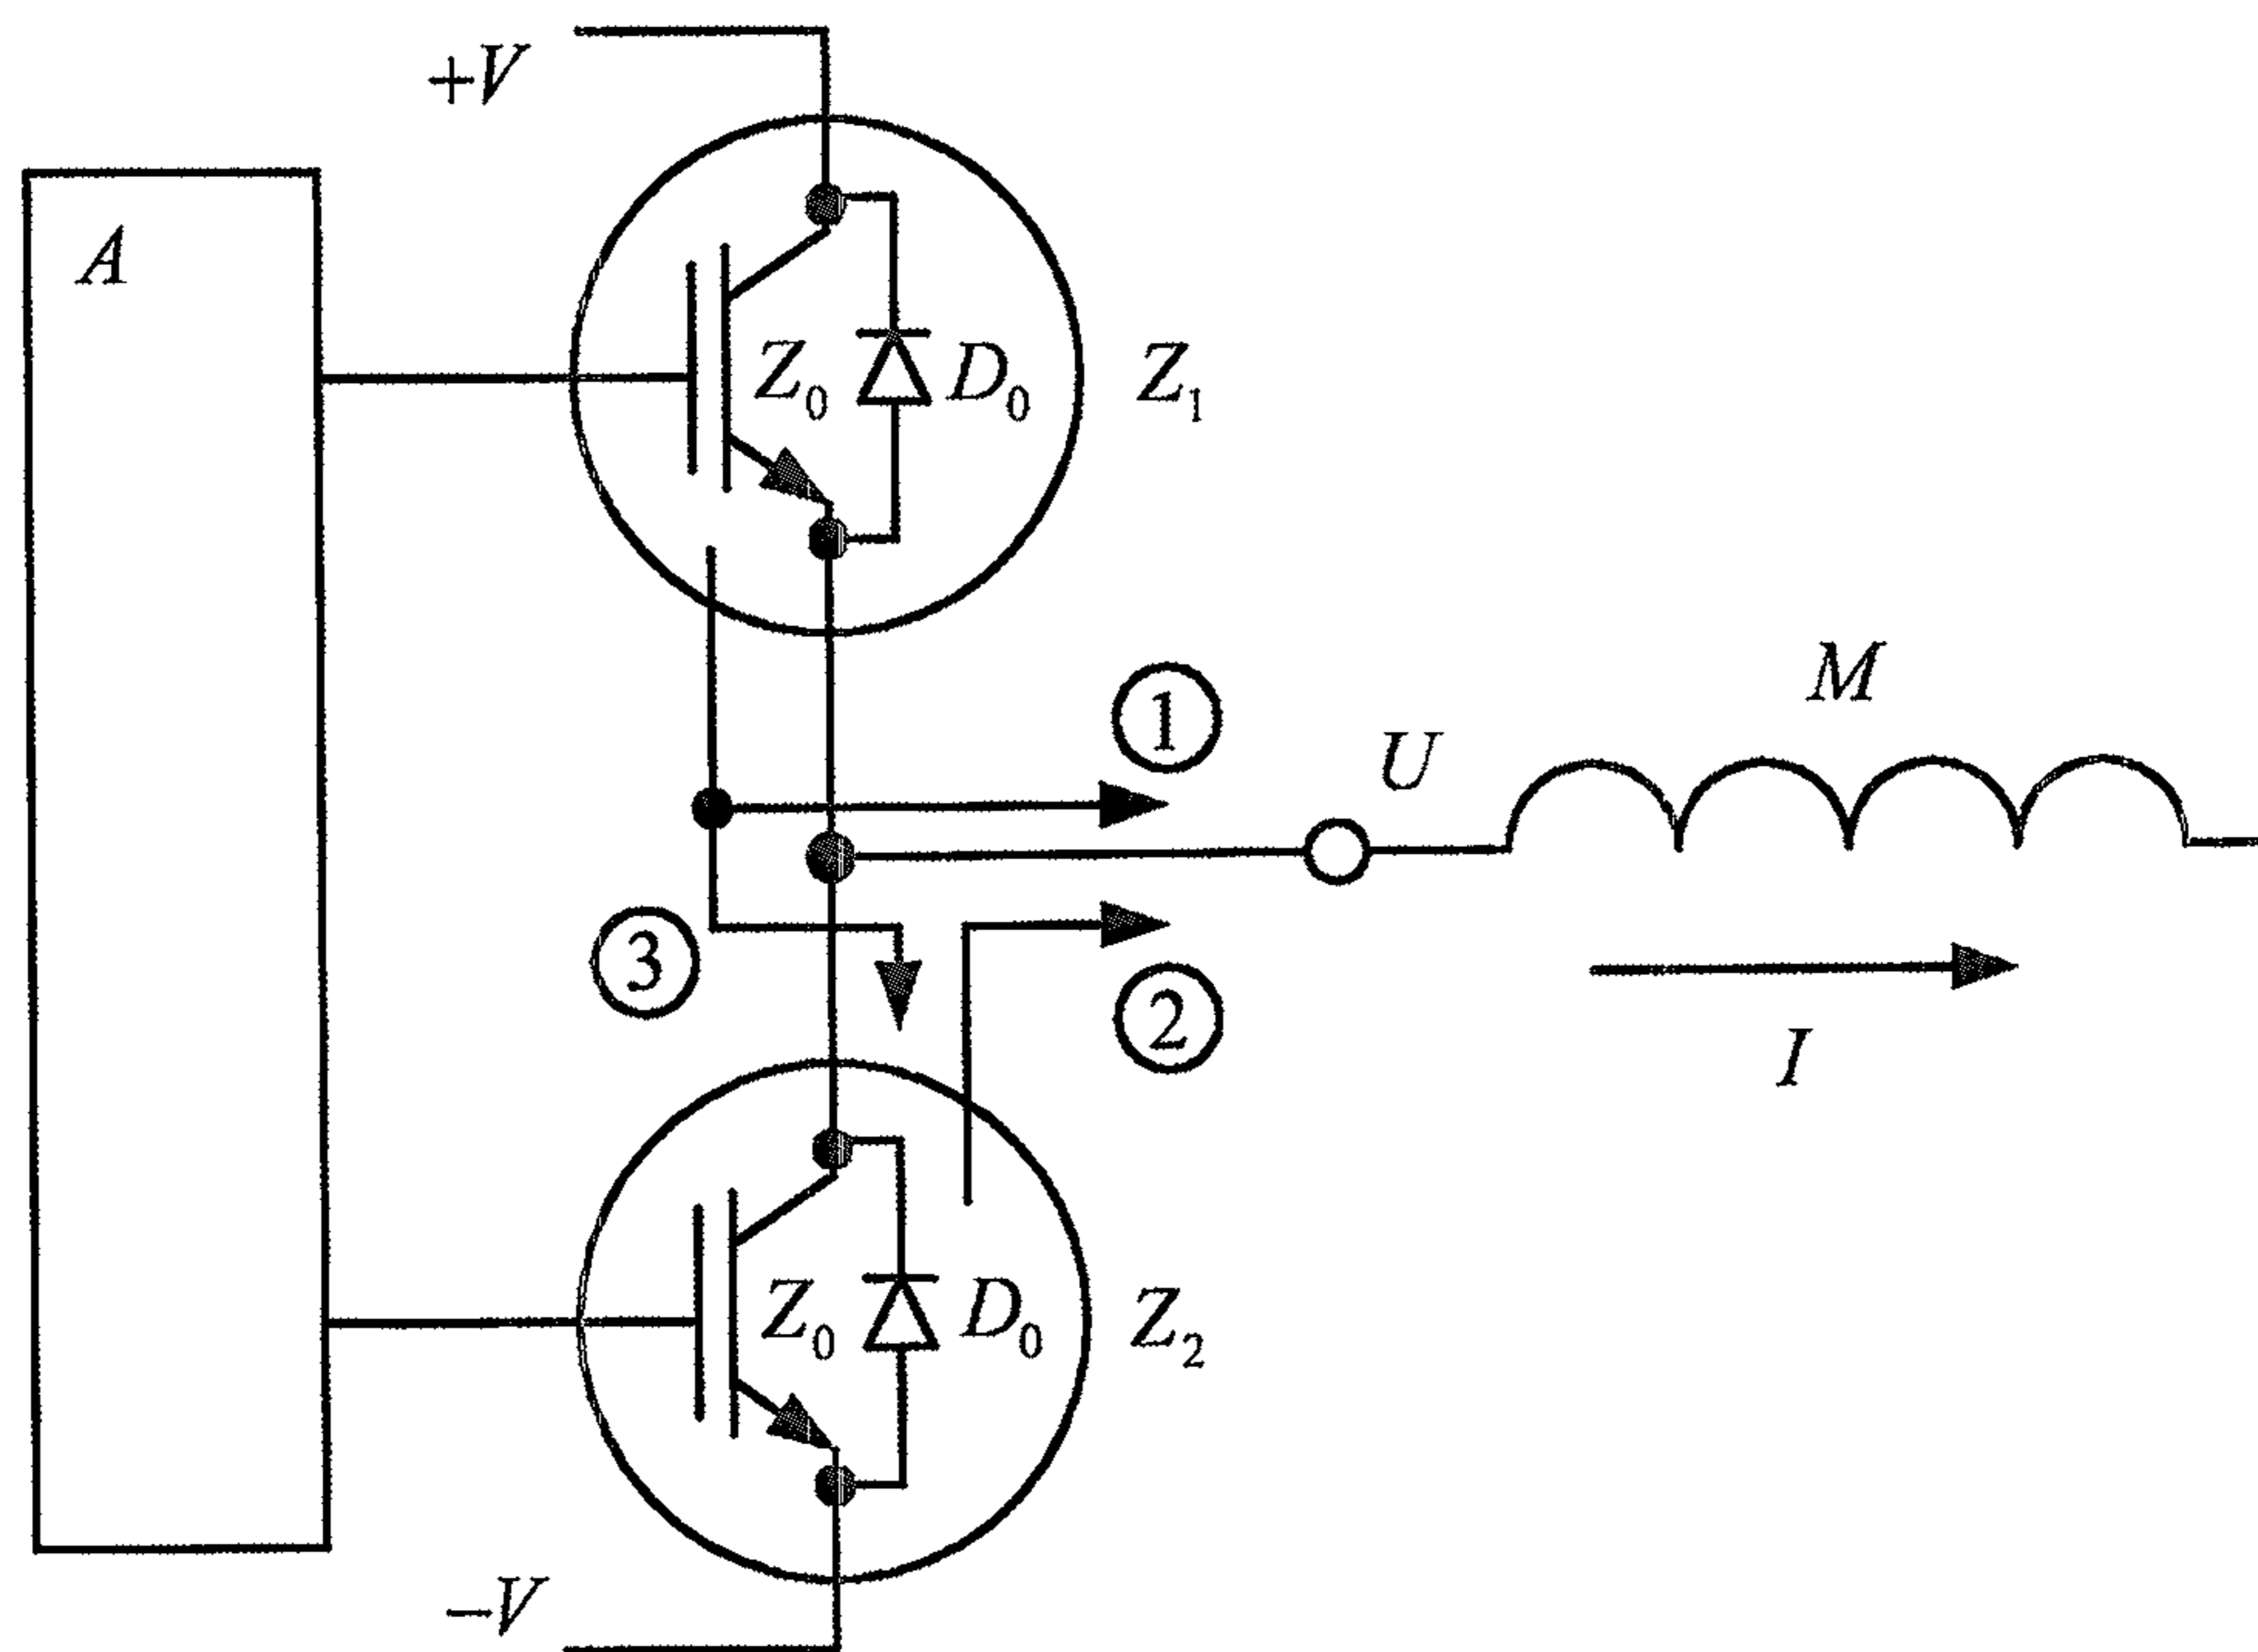 +V
A
Z₀ D₀ Z₁
M
①
U
③
②
I
Z₀ D₀ Z₂
−V